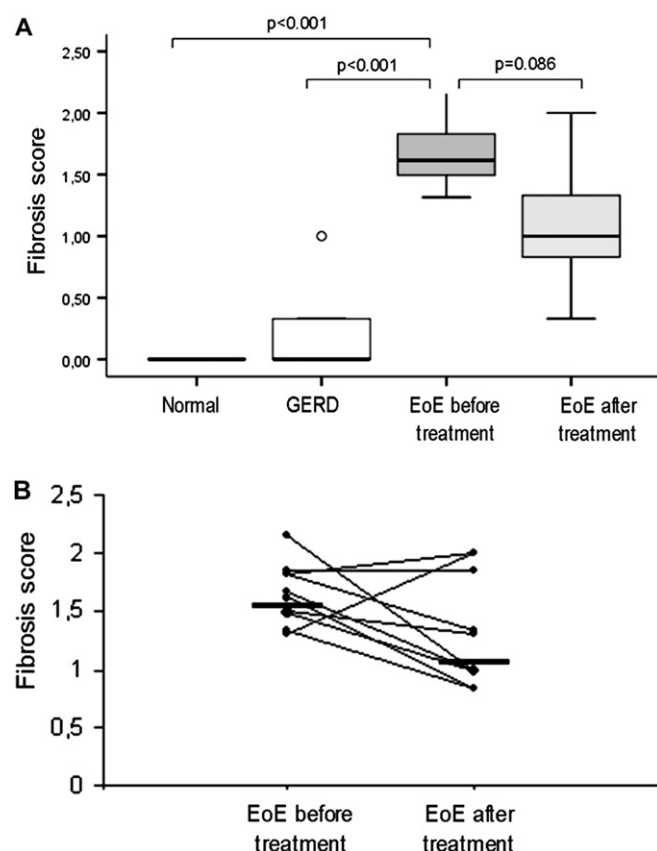 A
p<0.001
2,50
p<0.001
p=0.086
2,00
1,50
1,00
0,50
0,00
Fibrosis score
Normal
GERD
EoE before
treatment
EoE after
treatment
B
2,5
2
1,5
1
0,5
0
Fibrosis score
EoE before
treatment
EoE after
treatment